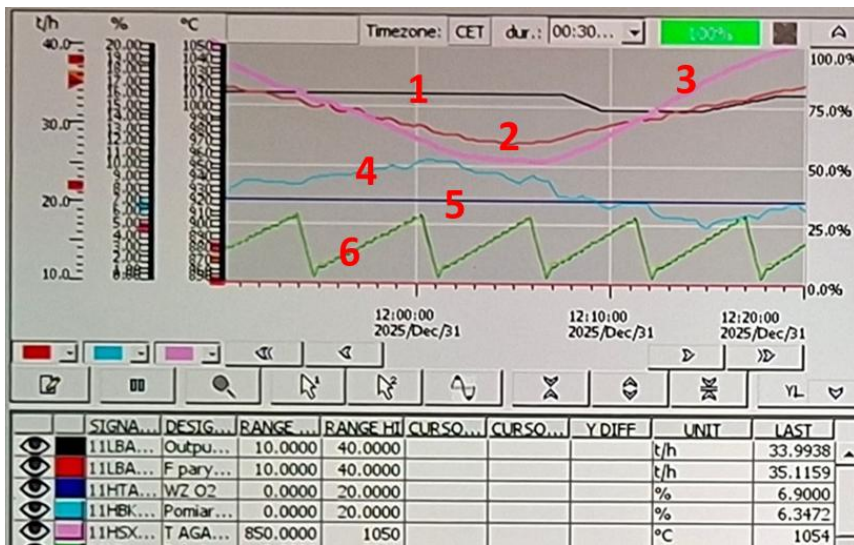 t/h % °C Timezone: CET dur.: 00:30... 100%
40.0 20.00 1050 100.0%
30.0 75.0%
20.0 50.0%
10.0 25.0%
0.0%
1
2
3
4
5
6
12:00:00 12:10:00 12:20:00
2025/Dec/31 2025/Dec/31 2025/Dec/31
1 2 YL
SIGNA... DESIG... RANGE ... RANGE HI CURSO... CURSO... Y DIFF UNIT LAST
11LBA... Outpu... 10.0000 40.0000 t/h 33.9938
11LBA... F pary... 10.0000 40.0000 t/h 35.1159
11HTA... WZ O2 0.0000 20.0000 % 6.9000
11HBK... Pomiar... 0.0000 20.0000 % 6.3472
11HSX... T AGA... 850.0000 1050 °C 1054